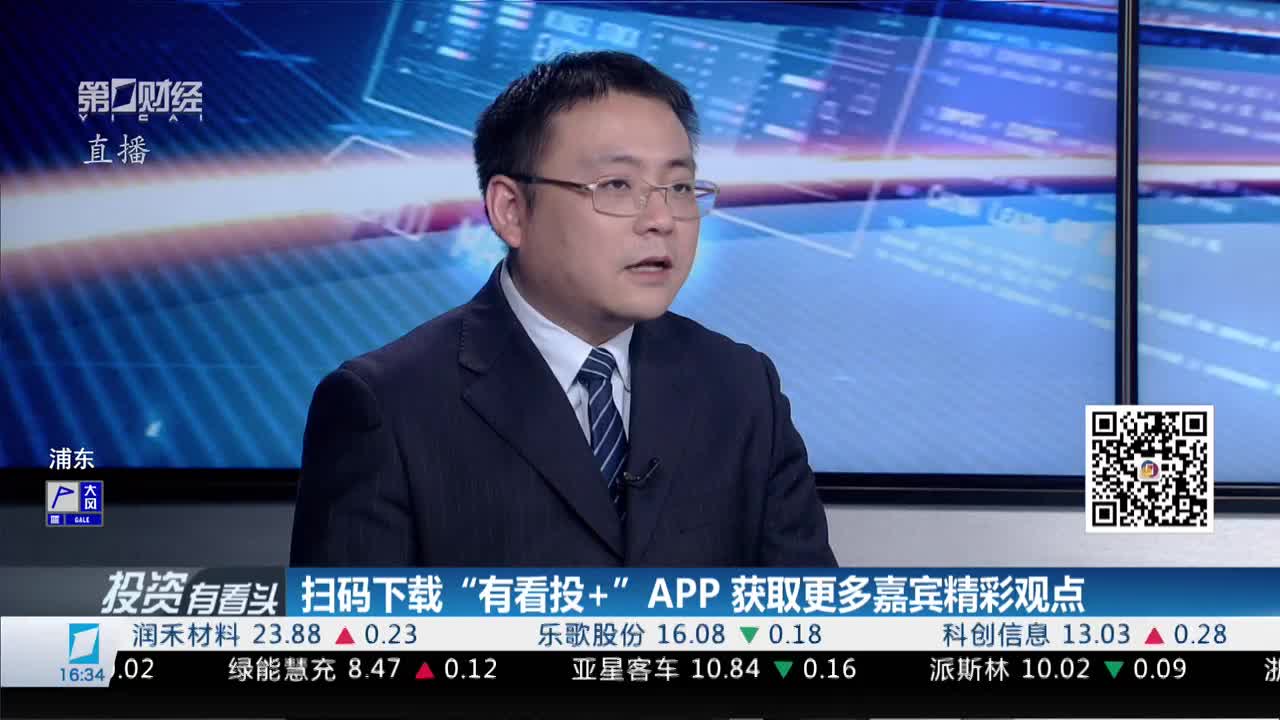 第一财经
YICAI
直播
浦东
大风
GALE
投资有看头
扫码下载“有看投+”APP 获取更多嘉宾精彩观点
润禾材料 23.88 ▲ 0.23 乐歌股份 16.08 ▼ 0.18 科创信息 13.03 ▲ 0.28
16:34
0.02 绿能慧充 8.47 ▲ 0.12 亚星客车 10.84 ▼ 0.16 派斯林 10.02 ▼ 0.09